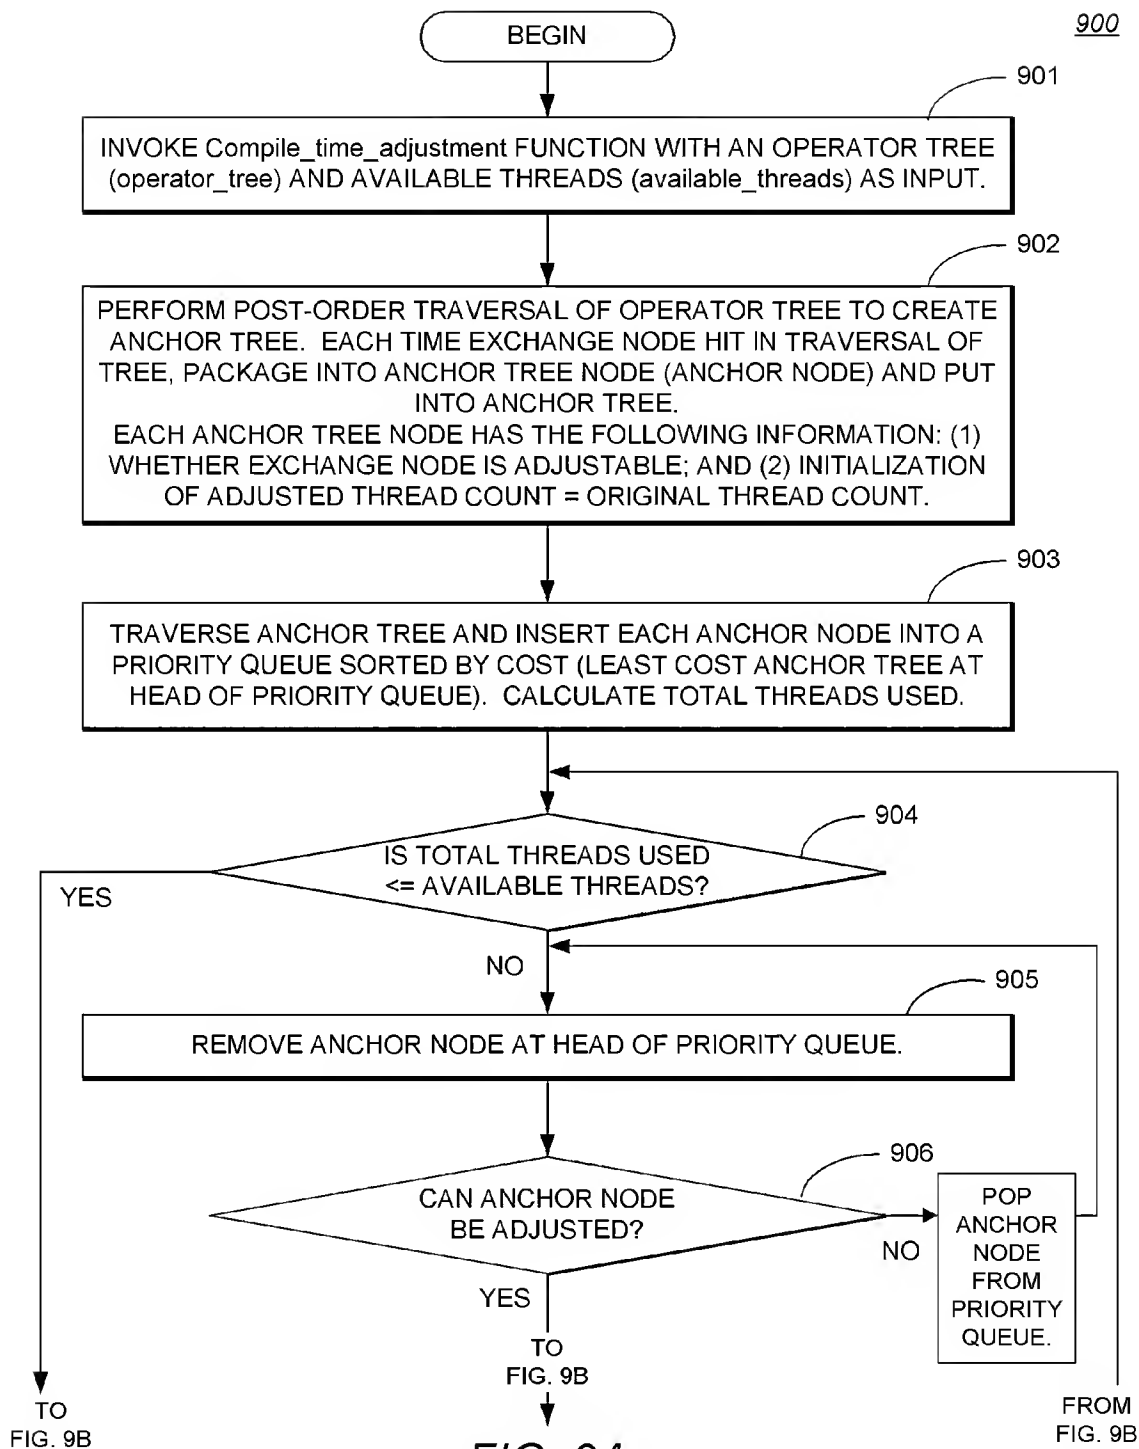 900
BEGIN
901
INVOKE Compile_time_adjustment FUNCTION WITH AN OPERATOR TREE
(operator_tree) AND AVAILABLE THREADS (available_threads) AS INPUT.
902
PERFORM POST-ORDER TRAVERSAL OF OPERATOR TREE TO CREATE
ANCHOR TREE. EACH TIME EXCHANGE NODE HIT IN TRAVERSAL OF
TREE, PACKAGE INTO ANCHOR TREE NODE (ANCHOR NODE) AND PUT
INTO ANCHOR TREE.
EACH ANCHOR TREE NODE HAS THE FOLLOWING INFORMATION: (1)
WHETHER EXCHANGE NODE IS ADJUSTABLE; AND (2) INITIALIZATION
OF ADJUSTED THREAD COUNT = ORIGINAL THREAD COUNT.
903
TRAVERSE ANCHOR TREE AND INSERT EACH ANCHOR NODE INTO A
PRIORITY QUEUE SORTED BY COST (LEAST COST ANCHOR TREE AT
HEAD OF PRIORITY QUEUE). CALCULATE TOTAL THREADS USED.
904
IS TOTAL THREADS USED
<= AVAILABLE THREADS?
YES
NO
905
REMOVE ANCHOR NODE AT HEAD OF PRIORITY QUEUE.
906
CAN ANCHOR NODE
BE ADJUSTED?
NO
POP
ANCHOR
NODE
FROM
PRIORITY
QUEUE.
YES
TO
FIG. 9B
TO
FIG. 9B
FROM
FIG. 9B
FIG. 9A